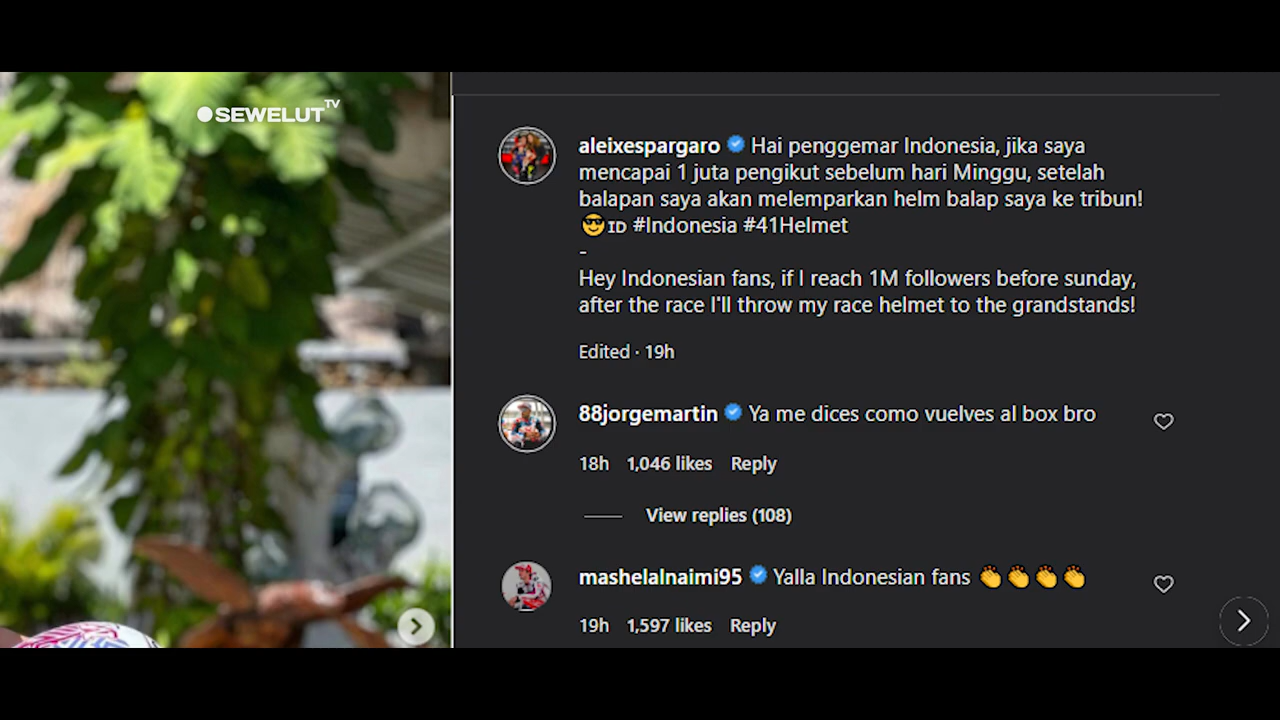 SEWELUT TV
aleixespargaro Hai penggemar Indonesia, jika saya
mencapai 1 juta pengikut sebelum hari Minggu, setelah
balapan saya akan melemparkan helm balap saya ke tribun!
😎ID #Indonesia #41Helmet
-
Hey Indonesian fans, if I reach 1M followers before sunday,
after the race I'll throw my race helmet to the grandstands!
Edited · 19h
88jorgemartin Ya me dices como vuelves al box bro
18h 1,046 likes Reply
View replies (108)
mashelalnaimi95 Yalla Indonesian fans 👏👏👏👏
19h 1,597 likes Reply